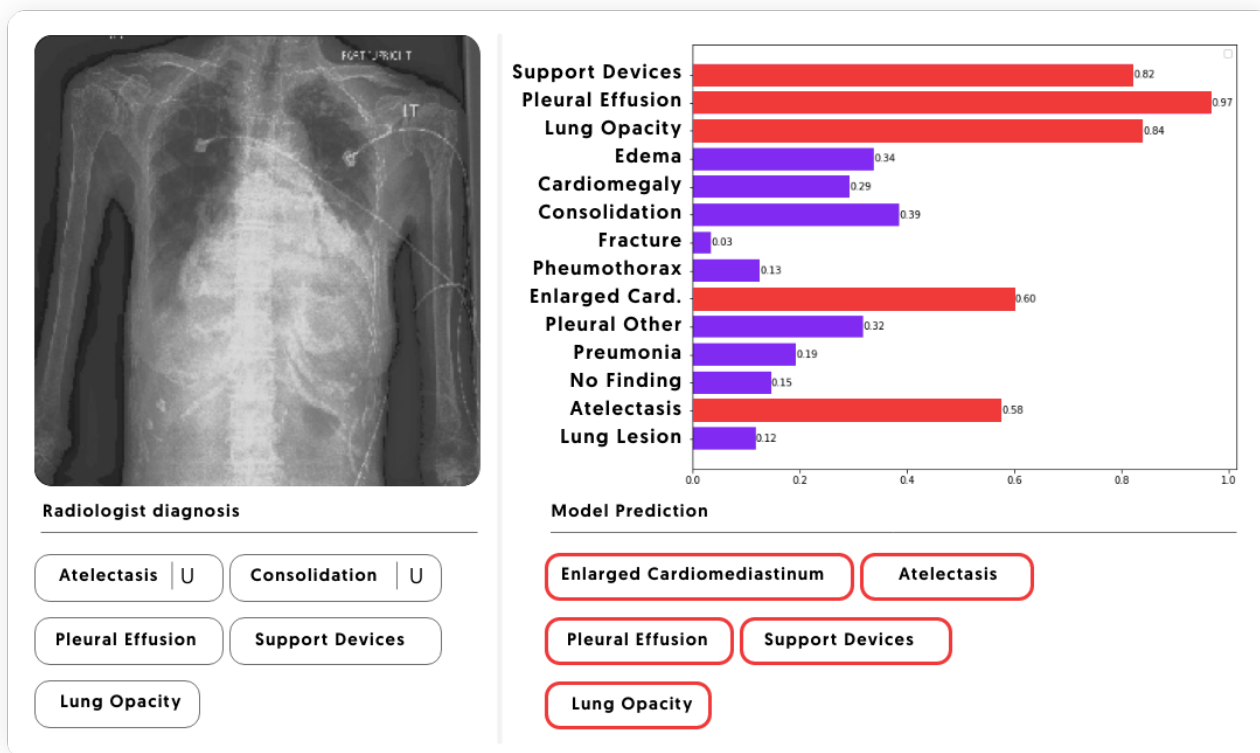 PORT UPRIGHT
LT
Support Devices 0.82
Pleural Effusion 0.97
Lung Opacity 0.84
Edema 0.34
Cardiomegaly 0.29
Consolidation 0.39
Fracture 0.03
Pheumothorax 0.13
Enlarged Card. 0.60
Pleural Other 0.32
Preumonia 0.19
No Finding 0.15
Atelectasis 0.58
Lung Lesion 0.12
0.0 0.2 0.4 0.6 0.8 1.0
Radiologist diagnosis
Atelectasis | U
Consolidation | U
Pleural Effusion
Support Devices
Lung Opacity
Model Prediction
Enlarged Cardiomediastinum
Atelectasis
Pleural Effusion
Support Devices
Lung Opacity